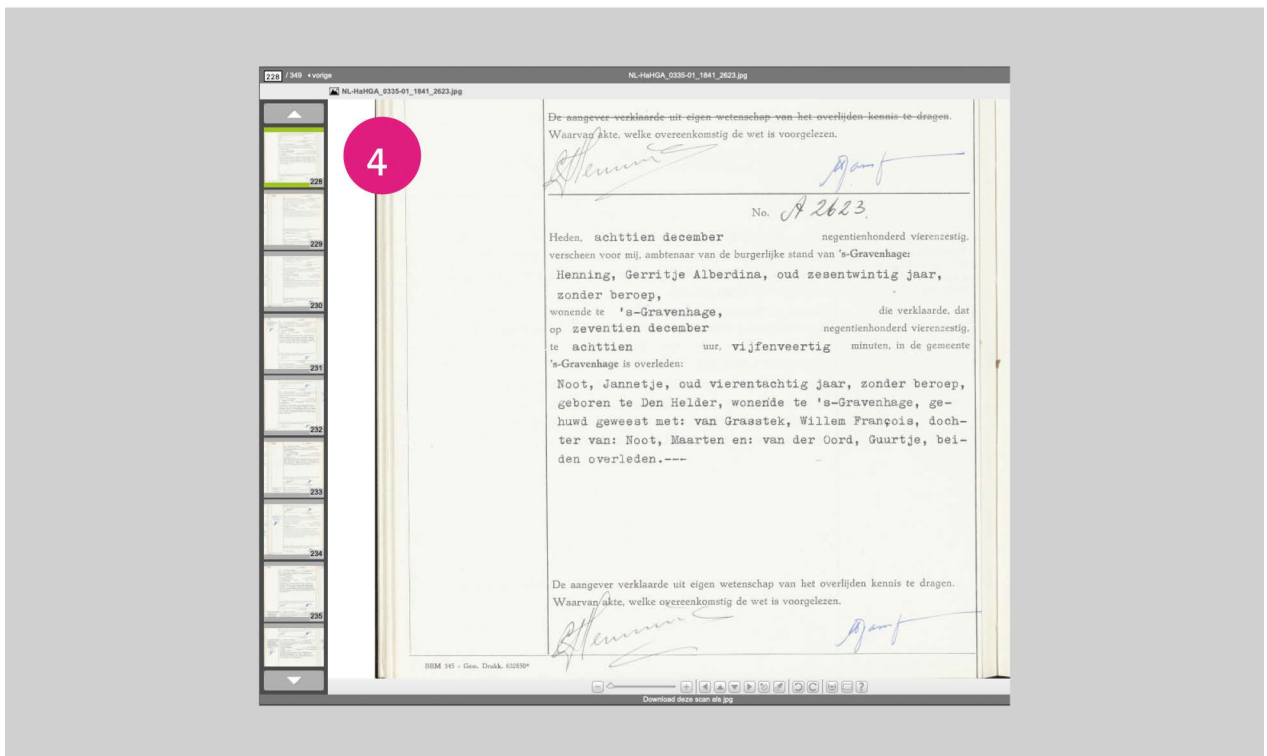 228 / 349 vorige
NL-HaHGA_0335-01_1841_2623.jpg
NL-HaHGA_0335-01_1841_2623.jpg
4
De aangever verklaarde uit eigen wetenschap van het overlijden kennis te dragen.
Waarvan akte, welke overeenkomstig de wet is voorgelezen.
No. A 2623.
Heden, achttien december negentienhonderd vierenzestig,
verscheen voor mij, ambtenaar van de burgerlijke stand van 's-Gravenhage:
Henning, Gerritje Alberdina, oud zesentwintig jaar,
zonder beroep,
wonende te 's-Gravenhage, die verklaarde, dat
op zeventien december negentienhonderd vierenzestig,
te achttien uur, vijfenveertig minuten, in de gemeente
's-Gravenhage is overleden:
Noot, Jannetje, oud vierentachtig jaar, zonder beroep,
geboren te Den Helder, wonende te 's-Gravenhage, ge-
huwd geweest met: van Grasstek, Willem François, doch-
ter van: Noot, Maarten en: van der Oord, Guurtje, bei-
den overleden.---
De aangever verklaarde uit eigen wetenschap van het overlijden kennis te dragen.
Waarvan akte, welke overeenkomstig de wet is voorgelezen.
BBM 345 - Gem. Drukk. 632850*
228
229
230
231
232
233
234
235
Download deze scan als jpg